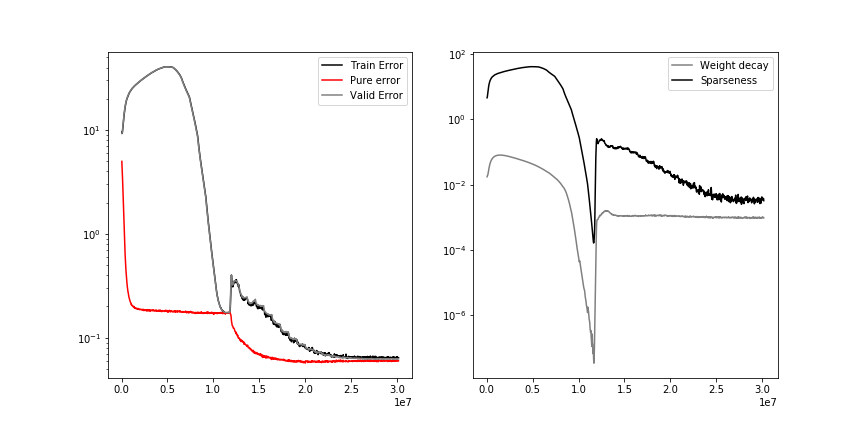 Train Error
Pure error
Valid Error
10^1
10^0
10^-1
0.0 0.5 1.0 1.5 2.0 2.5 3.0
1e7
Weight decay
Sparseness
10^2
10^0
10^-2
10^-4
10^-6
0.0 0.5 1.0 1.5 2.0 2.5 3.0
1e7